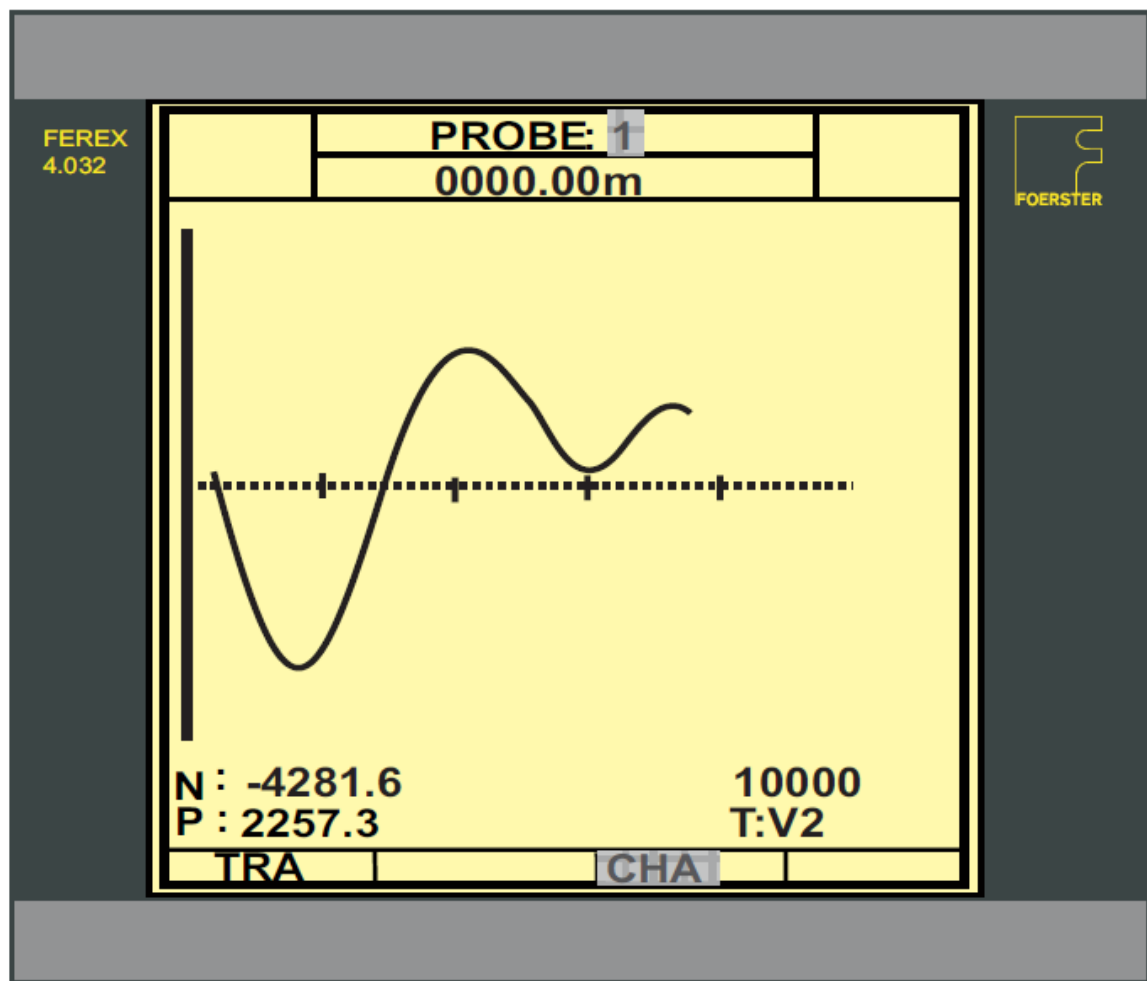 FEREX
4.032
PROBE: 1
0000.00m
FOERSTER
N : -4281.6
10000
P : 2257.3
T:V2
TRA
CHA